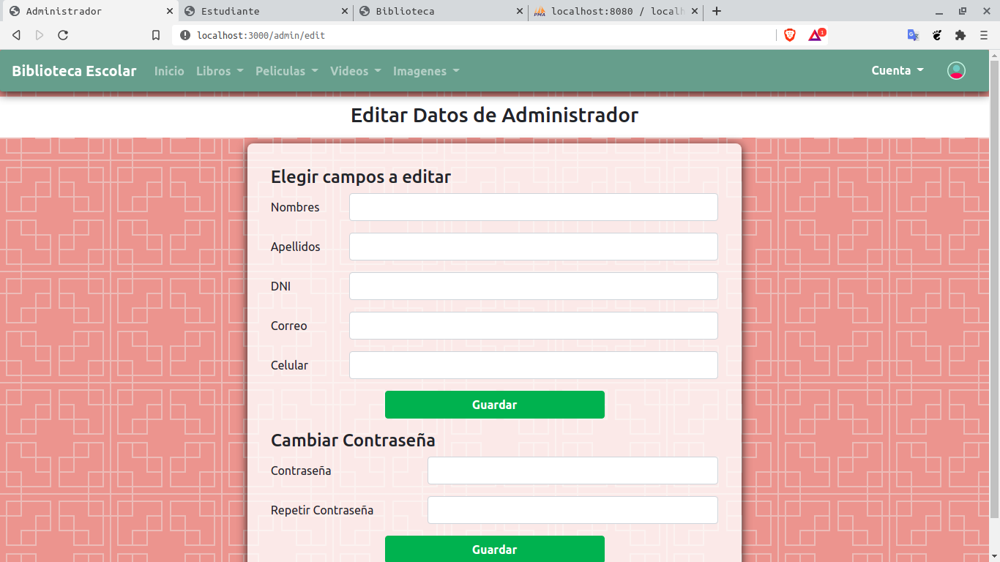 Administrador Estudiante Biblioteca localhost:8080 / localh
localhost:3000/admin/edit 1
Biblioteca Escolar Inicio Libros Peliculas Videos Imagenes Cuenta
Editar Datos de Administrador
Elegir campos a editar
Nombres
Apellidos
DNI
Correo
Celular
Guardar
Cambiar Contraseña
Contraseña
Repetir Contraseña
Guardar